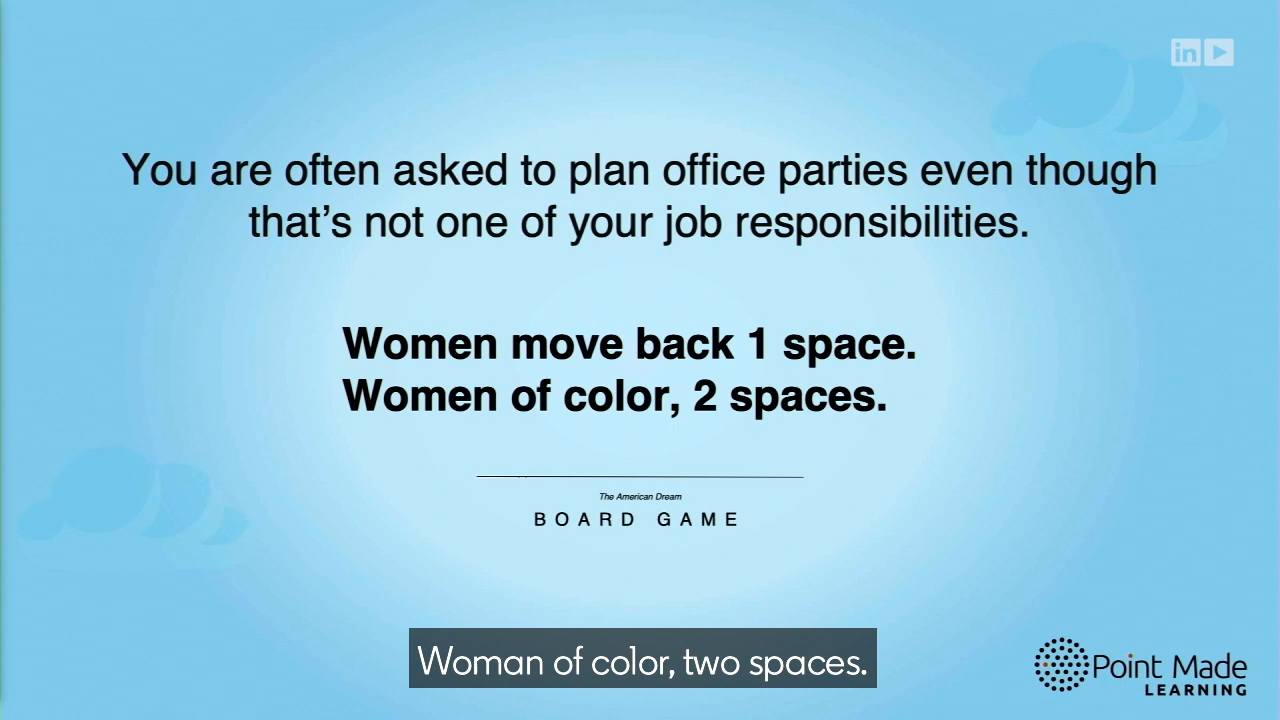 in
You are often asked to plan office parties even though
that’s not one of your job responsibilities.
Women move back 1 space.
Women of color, 2 spaces.
The American Dream
BOARD GAME
Woman of color, two spaces.
Point Made
LEARNING